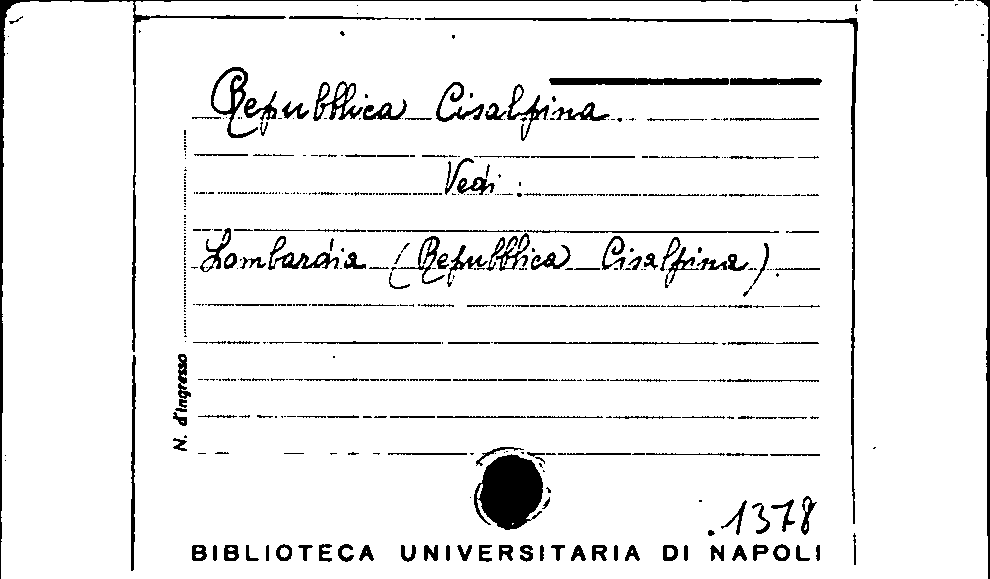 Repubblica Cisalpina.
Vedi :
Lombardia (Repubblica Cisalpina).
N. d'Ingresso
1378
BIBLIOTECA UNIVERSITARIA DI NAPOLI